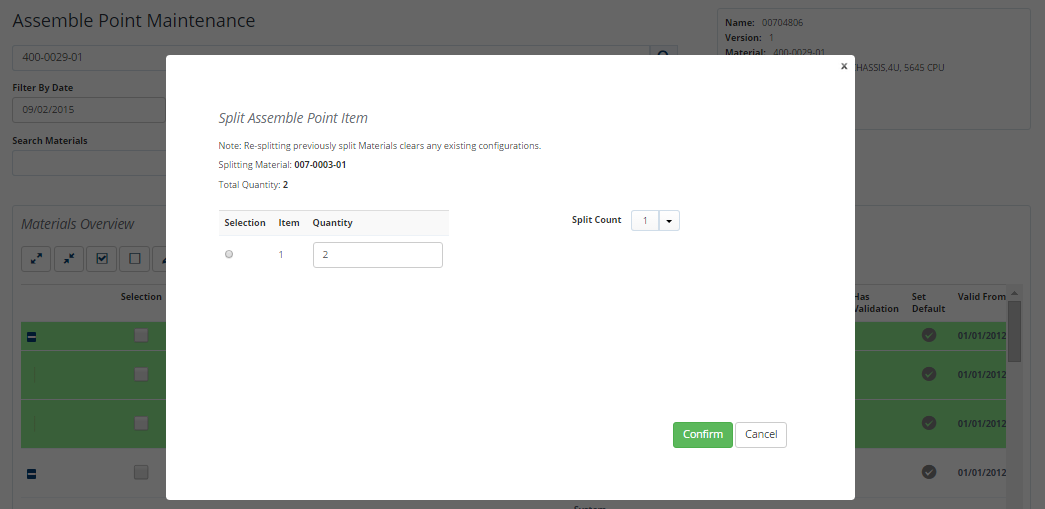 Assemble Point Maintenance
400-0029-01
Filter By Date
09/02/2015
Search Materials
Name: 00704806
Version: 1
Material: 400-0029-01
CHASSIS,4U, 5645 CPU
x
Split Assemble Point Item
Note: Re-splitting previously split Materials clears any existing configurations.
Splitting Material: 007-0003-01
Total Quantity: 2
Selection Item Quantity
1 2
Split Count 1
Confirm Cancel
Materials Overview
Selection
Has Validation
Set Default
Valid From
01/01/2012
01/01/2012
01/01/2012
01/01/2012
System